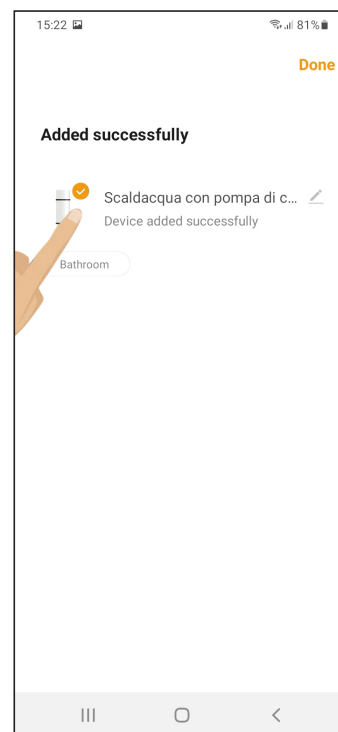 15:22 81%
Done
Added successfully
Scaldacqua con pompa di c...
Device added successfully
Bathroom